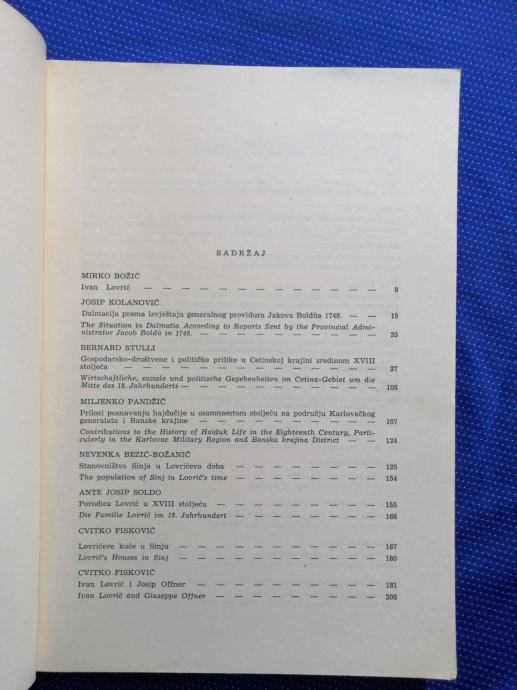 SADRŽAJ
MIRKO BOŽIĆ
Ivan Lovrić — — — — — — — — — — — — 9
JOSIP KOLANOVIĆ
Dalmacija prema izvještaju generalnog providura Jakova Boldùa 1748. — — 15
The Situation in Dalmatia According to Reports Sent by the Provincial Admi-
nistrator Jacob Boldù in 1748. — — — — — — — — — 35
BERNARD STULLI
Gospodarsko-društvene i političke prilike u Cetinskoj krajini sredinom XVIII
stoljeća — — — — — — — — — — — — — 37
Wirtschaftliche, soziale und politische Gegebenheiten im Cetina-Gebiet um die
Mitte des 18. Jahrhunderts — — — — — — — — — — 105
MILJENKO PANDŽIĆ
Prilozi poznavanju hajdučije u osamnaestom stoljeću na području Karlovačkog
generalata i Banske krajine — — — — — — — — — 107
Contributions to the History of Haiduk Life in the Eighteenth Century, Parti-
cularly in the Karlovac Military Region and Banska krajina District — — 124
NEVENKA BEZIĆ-BOŽANIĆ
Stanovništvo Sinja u Lovrićevo doba — — — — — — — 125
The population of Sinj in Lovrić's time — — — — — — — 154
ANTE JOSIP SOLDO
Porodica Lovrić u XVIII stoljeću — — — — — — — — 155
Die Familie Lovrić im 18. Jahrhundert — — — — — — — 166
CVITKO FISKOVIĆ
Lovrićeve kuće u Sinju — — — — — — — — — — 167
Lovrić's Houses in Sinj — — — — — — — — — — 180
CVITKO FISKOVIĆ
Ivan Lovrić i Josip Offner — — — — — — — — — 181
Ivan Lovrić and Giuseppe Offner — — — — — — — — 208